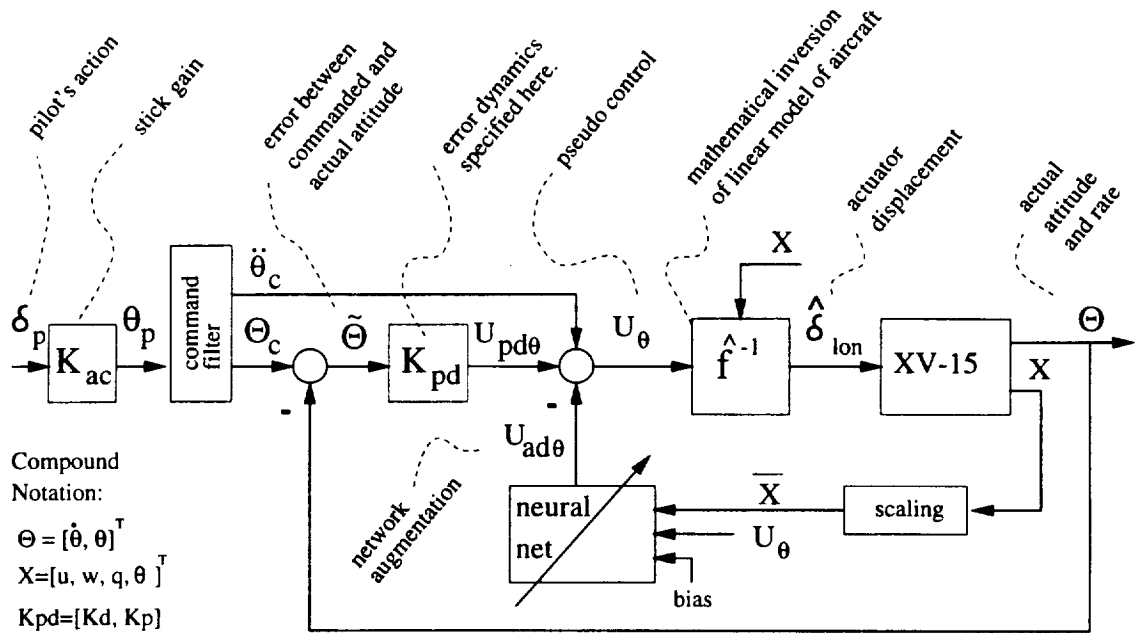 pilot's action
stick gain
error between
commanded and
actual attitude
error dynamics
specified here.
pseudo control
mathematical inversion
of linear model of aircraft
actuator
displacement
actual
attitude
and rate
δp
Kac
θp
command
filter
θ̈c
Θc
Θ̃
Kpd
Updθ
Uθ
X
f̂⁻¹
δ̂lon
XV-15
Θ
X
-
-
Uadθ
network
augmentation
neural
net
X̅
scaling
Uθ
bias
Compound
Notation:
Θ = [θ̇, θ]ᵀ
X=[u, w, q, θ ]ᵀ
Kpd=[Kd, Kp]